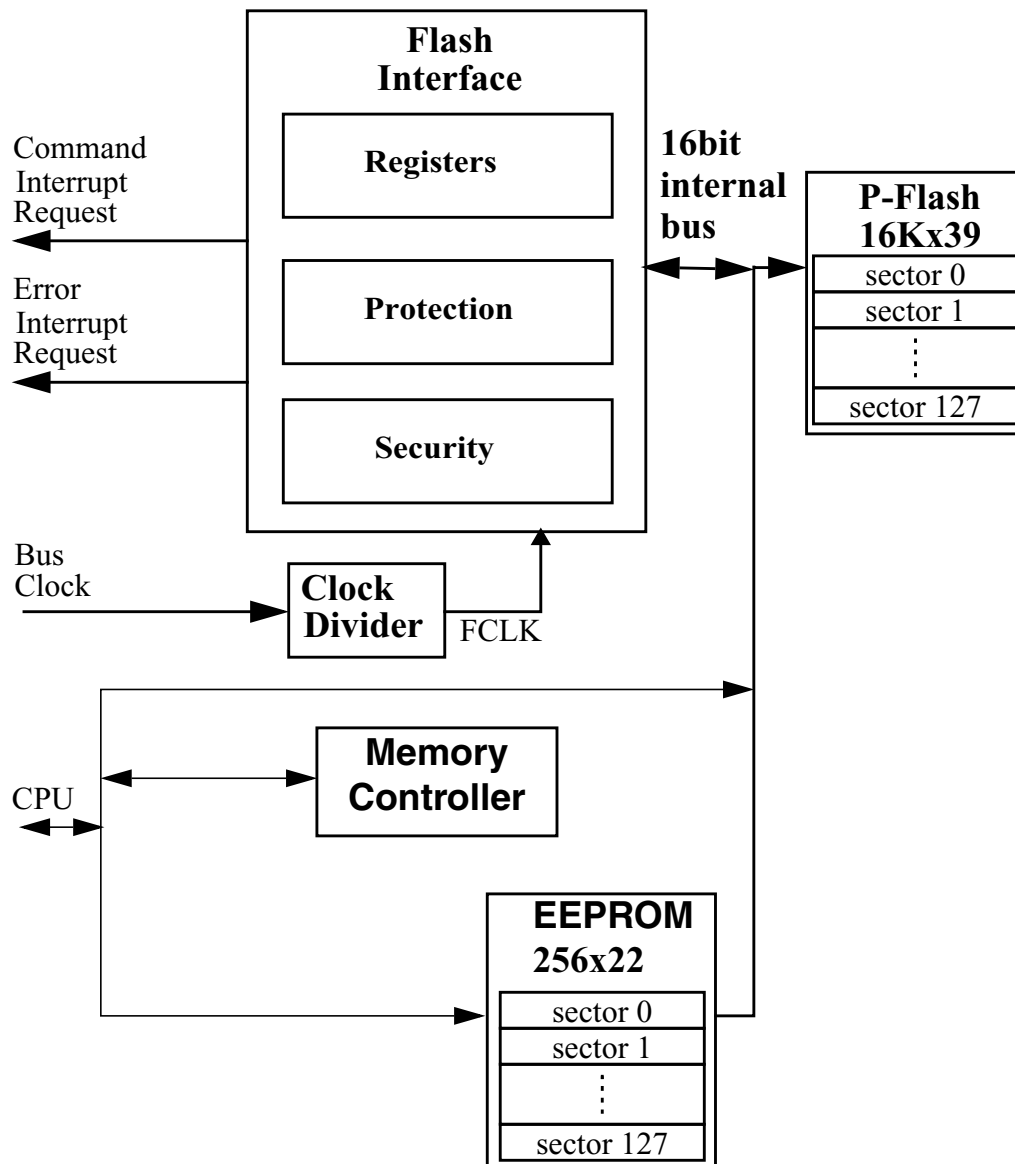 Flash
Interface
Registers
Protection
Security
Command
Interrupt
Request
Error
Interrupt
Request
16bit
internal
bus
P-Flash
16Kx39
sector 0
sector 1
sector 127
Bus
Clock
Clock
Divider
FCLK
Memory
Controller
CPU
EEPROM
256x22
sector 0
sector 1
sector 127